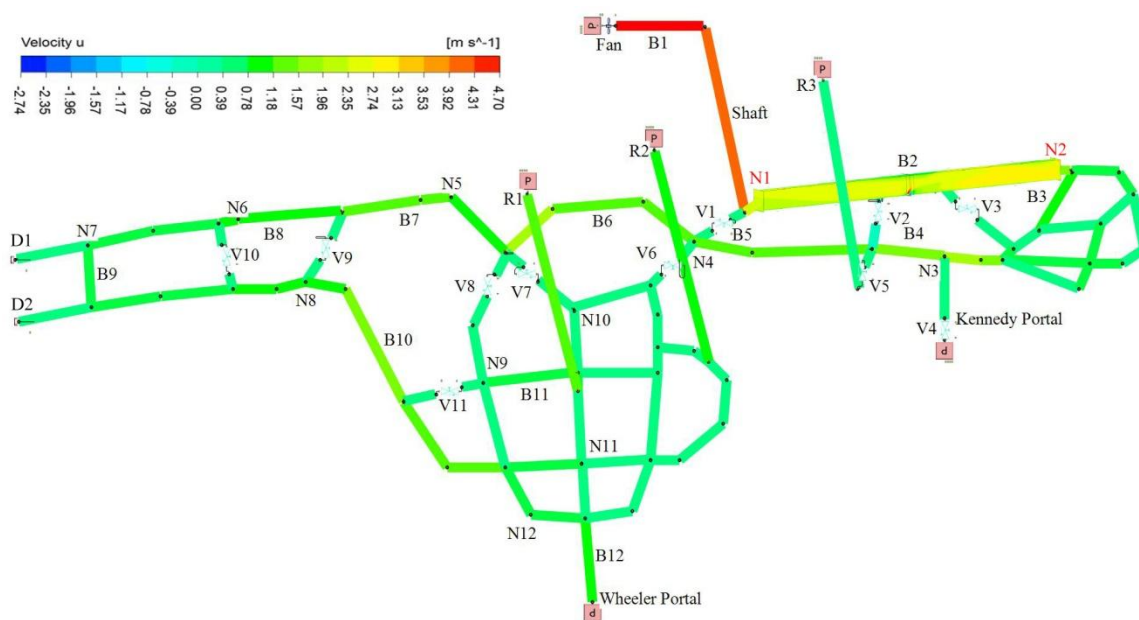 Velocity u [m s^-1]
-2.74 -2.35 -1.96 -1.57 -1.17 -0.78 -0.39 0.00 0.39 0.78 1.18 1.57 1.96 2.35 2.74 3.13 3.53 3.92 4.31 4.70
P
Fan
B1
P
R3
Shaft
P
R2
P
R1
N1
B2
N2
B3
N5
B7
B6
V1
B5
V2
V3
B4
N6
B8
N7
D1
V10
V9
V8
V7
V6
N4
V5
N3
B9
N8
D2
N10
V4
Kennedy Portal
P
B10
N9
B11
V11
N11
N12
B12
Wheeler Portal
P